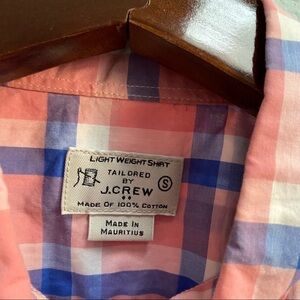 LIGHT WEIGHT SHIRT
TAILORED
BY
J.CREW
S
MADE OF 100% COTTON
MADE IN
MAURITIUS